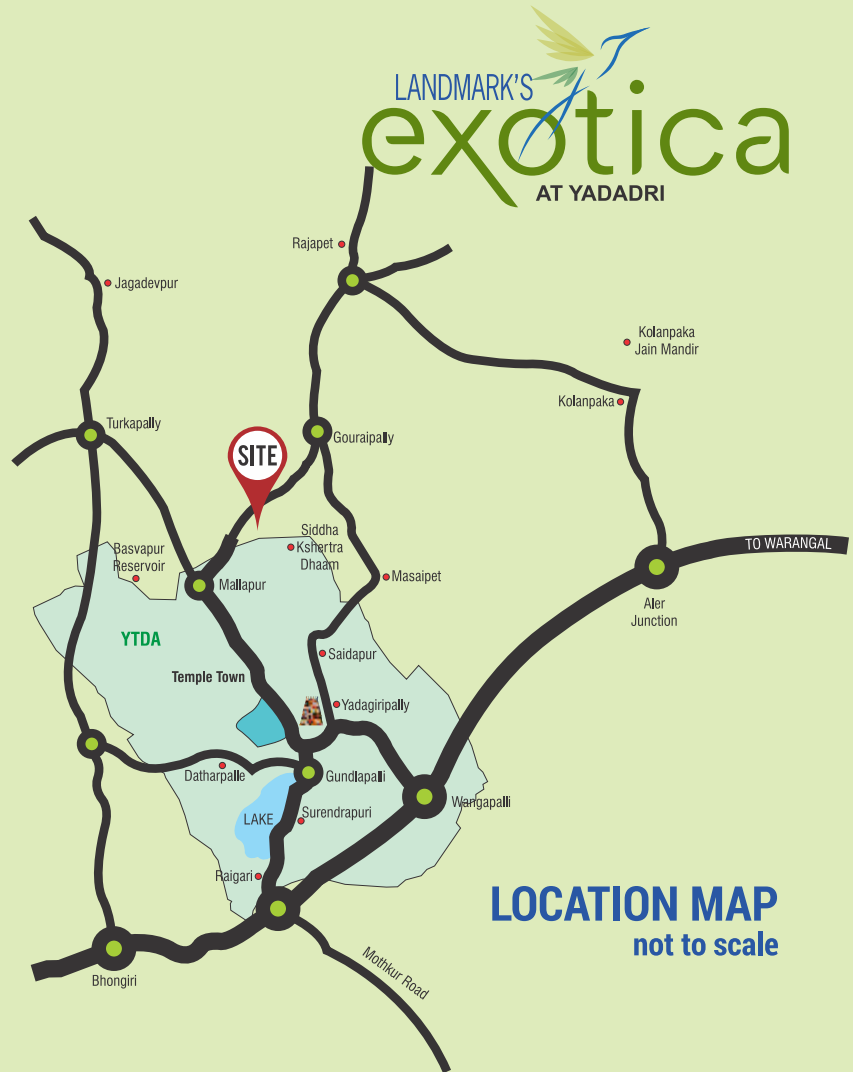 LANDMARK'S
exotica
AT YADADRI
Rajapet
Jagadevpur
Kolanpaka
Jain Mandir
Kolanpaka
Turkapally
Gouraipally
SITE
Siddha
Kshertra
Dhaam
Basvapur
Reservoir
TO WARANGAL
Mallapur
Masaipet
Aler
Junction
YTDA
Saidapur
Temple Town
Yadagiripally
Datharpalle
Gundlapalli
Wangapalli
LAKE
Surendrapuri
Raigari
LOCATION MAP
not to scale
Mothkur Road
Bhongiri